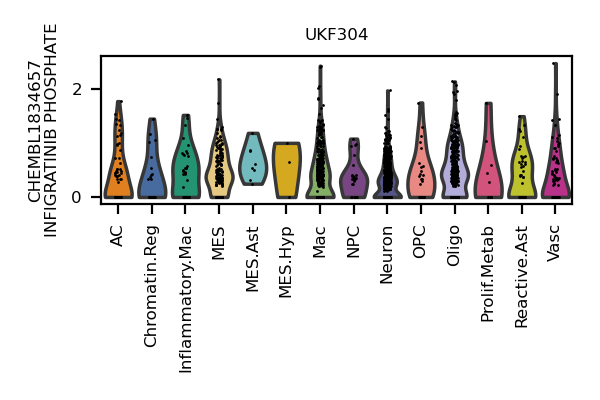 UKF304
CHEMBL1834657
INFIGRATINIB PHOSPHATE
2
0
AC
Chromatin.Reg
Inflammatory.Mac
MES
MES.Ast
MES.Hyp
Mac
NPC
Neuron
OPC
Oligo
Prolif.Metab
Reactive.Ast
Vasc